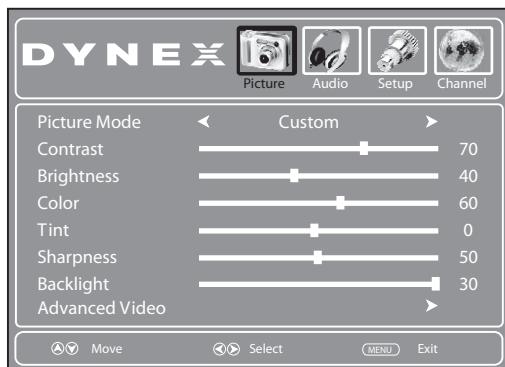 DYNEX
Picture Audio Setup Channel
Picture Mode Custom
Contrast 70
Brightness 40
Color 60
Tint 0
Sharpness 50
Backlight 30
Advanced Video
Move Select MENU Exit